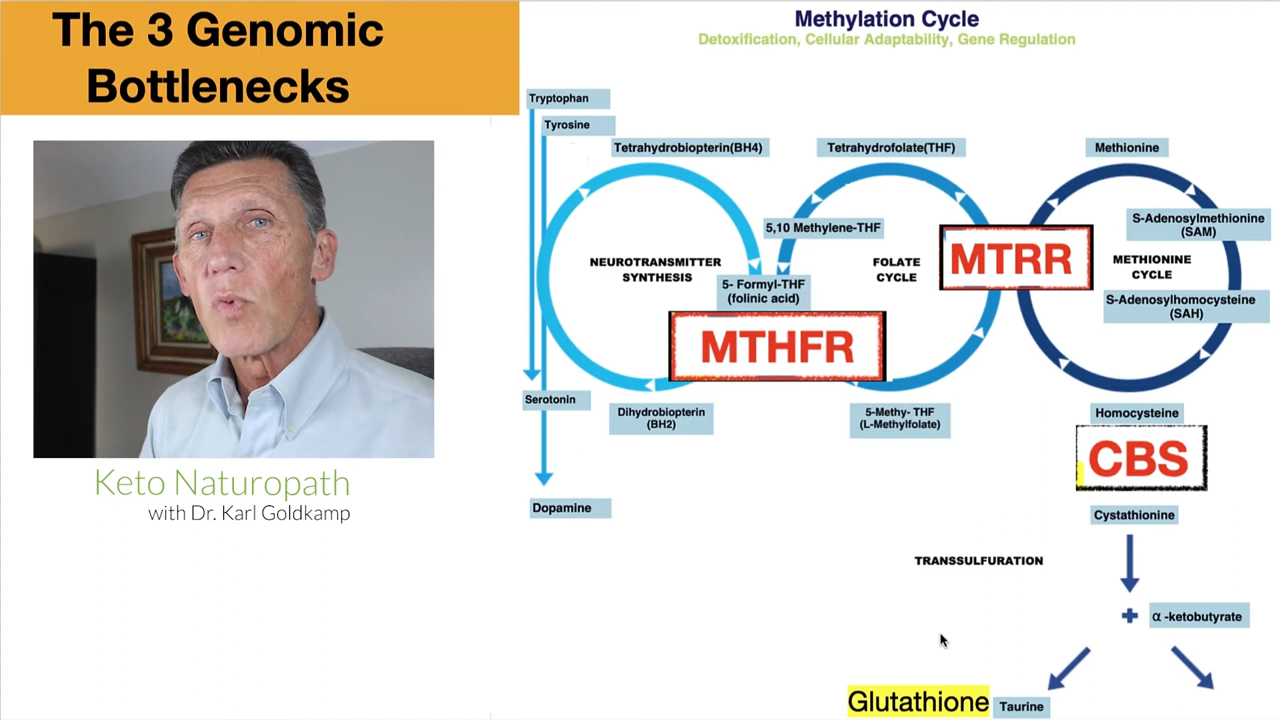 The 3 Genomic
Bottlenecks
Keto Naturopath
with Dr. Karl Goldkamp
Methylation Cycle
Detoxification, Cellular Adaptability, Gene Regulation
Tryptophan
Tyrosine
Tetrahydrobiopterin(BH4)
Tetrahydrofolate(THF)
Methionine
5,10 Methylene-THF
S-Adenosylmethionine
(SAM)
NEUROTRANSMITTER
SYNTHESIS
FOLATE
CYCLE
MTRR
METHIONINE
CYCLE
5- Formyl-THF
(folinic acid)
S-Adenosylhomocysteine
(SAH)
MTHFR
Serotonin
Dihydrobiopterin
(BH2)
5-Methy- THF
(L-Methylfolate)
Homocysteine
CBS
Dopamine
Cystathionine
TRANSSULFURATION
+ α -ketobutyrate
Glutathione
Taurine